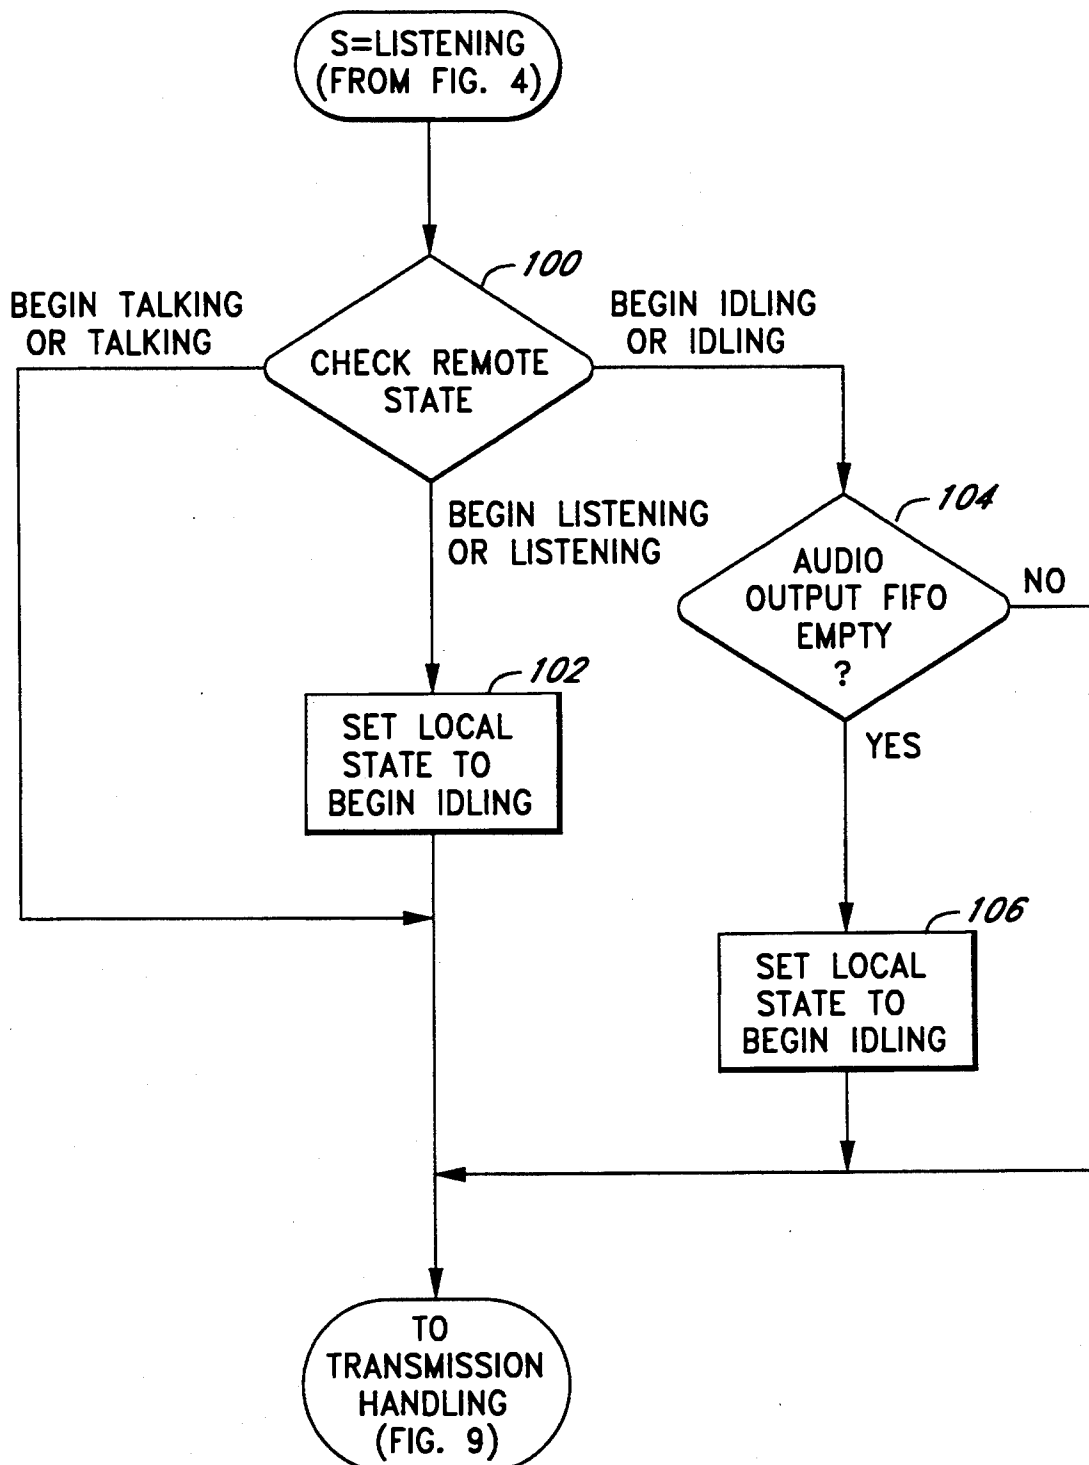 S=LISTENING
(FROM FIG. 4)
100
BEGIN TALKING
OR TALKING
BEGIN IDLING
OR IDLING
CHECK REMOTE
STATE
BEGIN LISTENING
OR LISTENING
104
AUDIO
OUTPUT FIFO
EMPTY
?
NO
YES
102
SET LOCAL
STATE TO
BEGIN IDLING
106
SET LOCAL
STATE TO
BEGIN IDLING
TO
TRANSMISSION
HANDLING
(FIG. 9)